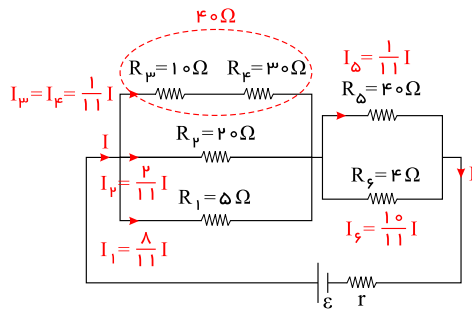 ۴۰Ω
R۳=۱۰Ω R۴=۳۰Ω
I۳=I۴=۱/۱۱ I
I۵=۱/۱۱ I
R۵=۴۰Ω
I
R۲=۲۰Ω
I۲=۲/۱۱ I
R۶=۴Ω
I
R۱=۵Ω
I۱=۸/۱۱ I
I۶=۱۰/۱۱ I
ε r